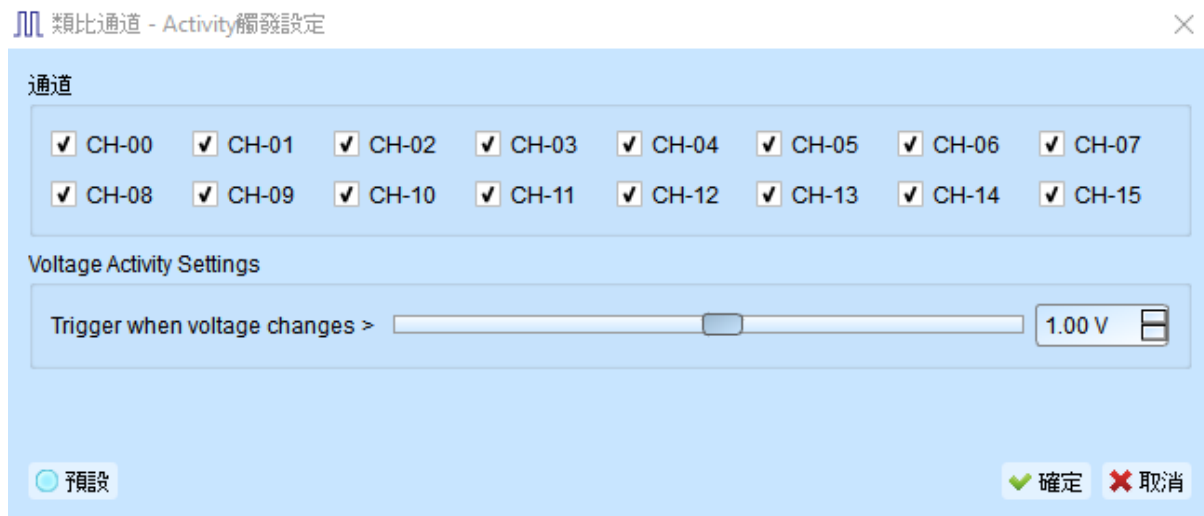 類比通道 - Activity觸發設定
通道
CH-00 CH-01 CH-02 CH-03 CH-04 CH-05 CH-06 CH-07
CH-08 CH-09 CH-10 CH-11 CH-12 CH-13 CH-14 CH-15
Voltage Activity Settings
Trigger when voltage changes > 1.00 V
預設 確定 取消